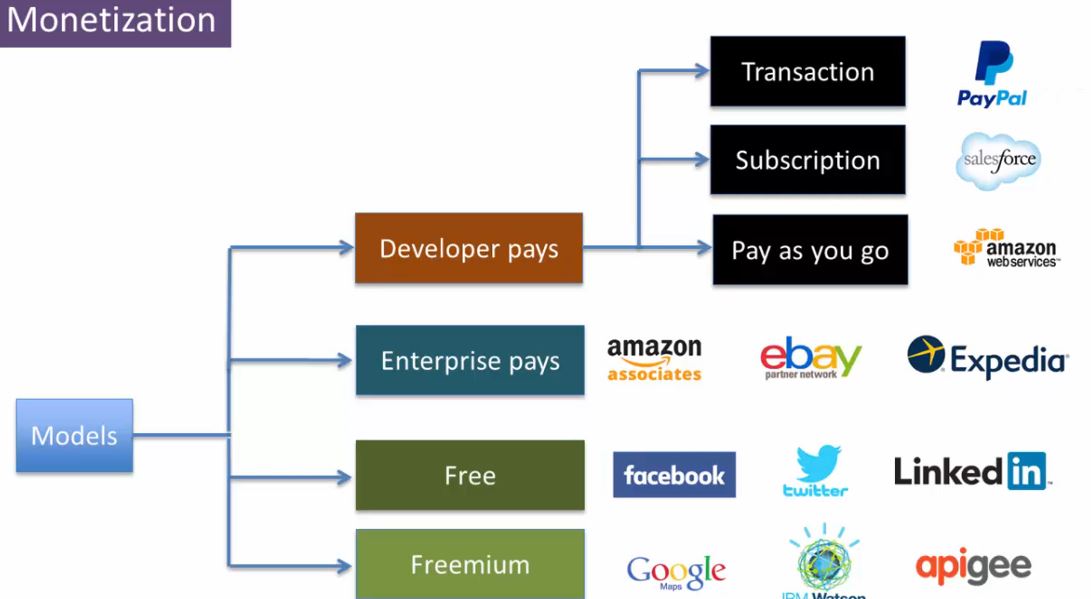 Monetization
Transaction
PayPal
Subscription
salesforce
Developer pays
Pay as you go
amazon
webservices™
Enterprise pays
amazon
associates
ebay
partner network
Expedia®
Models
Free
facebook
twitter
LinkedIn
Freemium
Google
Maps
IBM Watson
apigee